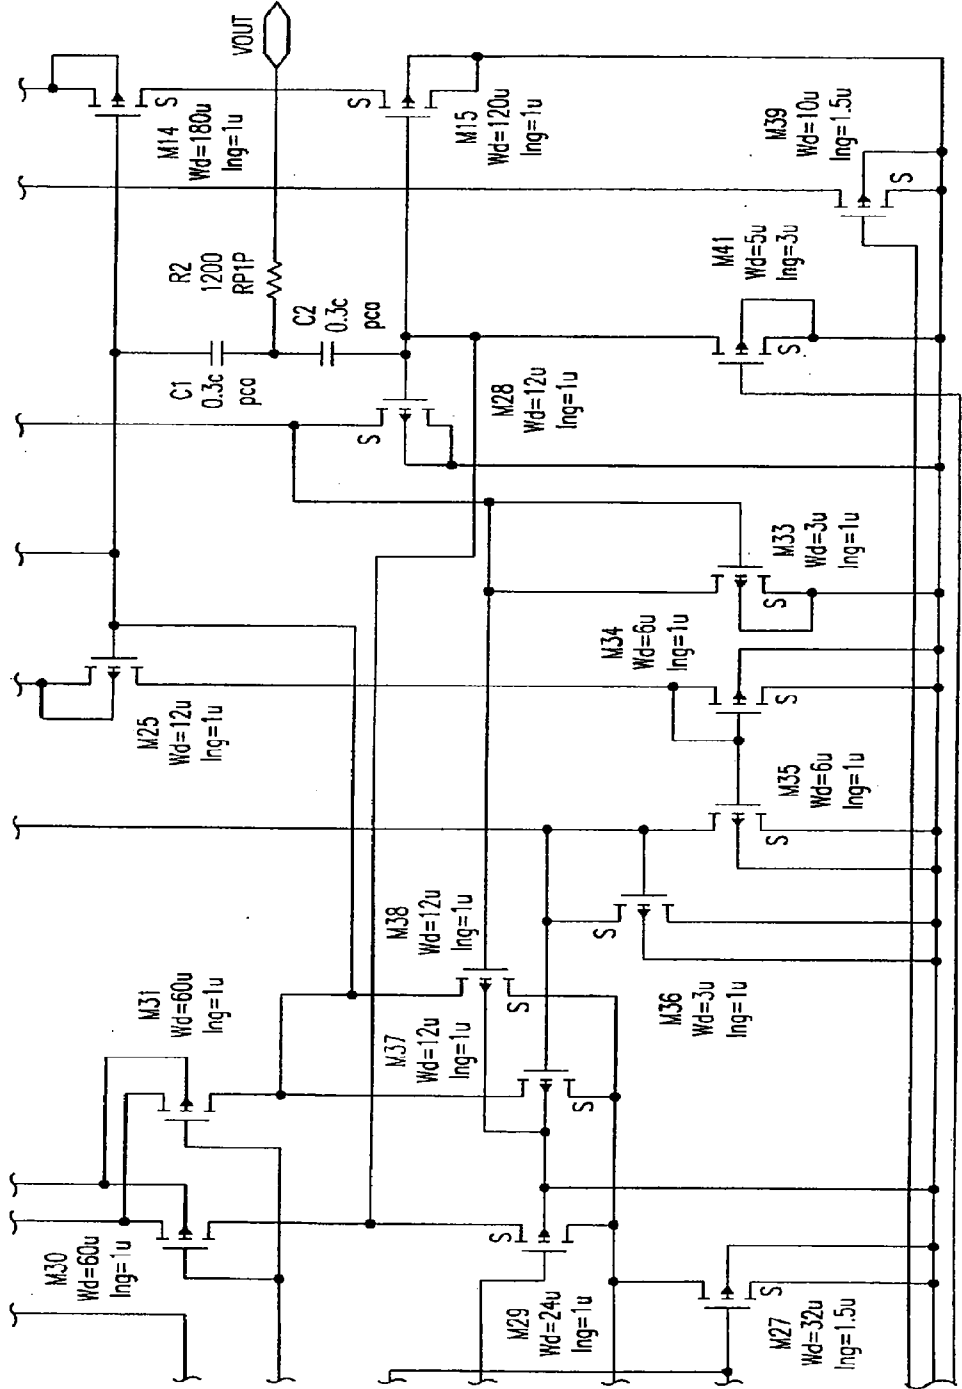 VOUT
S
M14
Wd=180u
lng=1u
S
M15
Wd=120u
lng=1u
M39
Wd=10u
lng=1.5u
S
R2
1200
RP1P
M41
Wd=5u
lng=3u
S
C2
0.3c
pca
C1
0.3c
pca
S
M28
Wd=12u
lng=1u
M33
Wd=3u
lng=1u
S
M34
Wd=6u
lng=1u
S
M25
Wd=12u
lng=1u
M35
Wd=6u
lng=1u
S
M38
Wd=12u
lng=1u
S
S
M36
Wd=3u
lng=1u
M31
Wd=60u
lng=1u
M37
Wd=12u
lng=1u
S
M30
Wd=60u
lng=1u
S
M29
Wd=24u
lng=1u
M27
Wd=32u
lng=1.5u
S